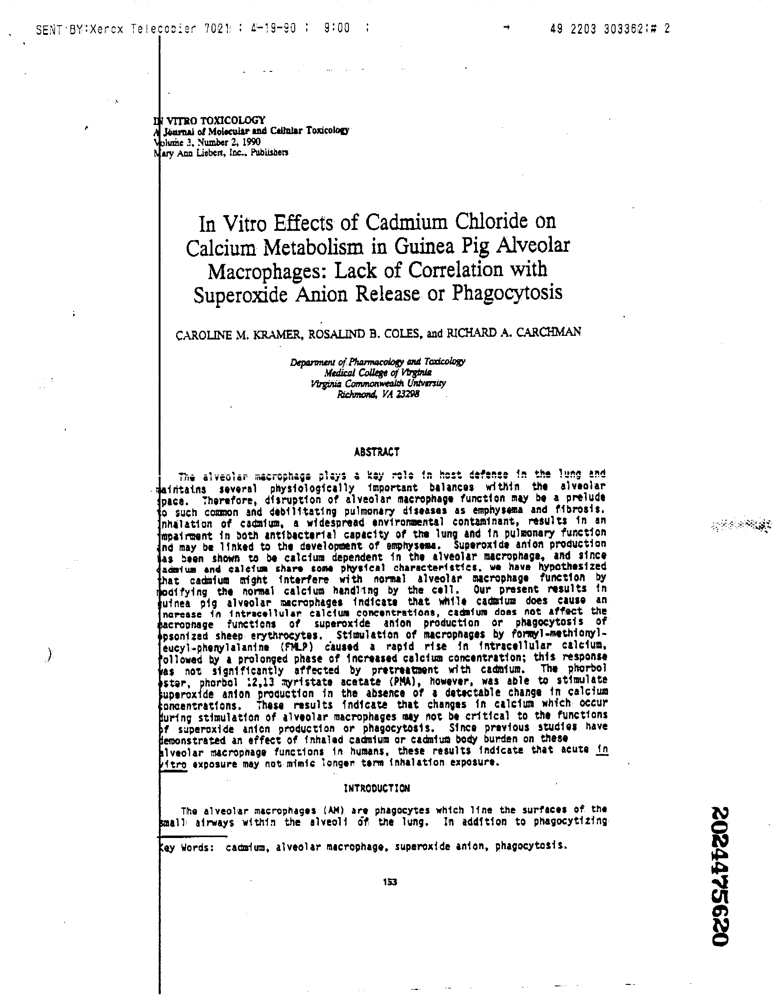 SENT BY:Xerox Telecopier 7021 ; 4-19-90 ; 9:00 ; → 49 2203 303362;# 2
IN VITRO TOXICOLOGY
A Journal of Molecular and Cellular Toxicology
Volume 3, Number 2, 1990
Mary Ann Liebert, Inc., Publishers
In Vitro Effects of Cadmium Chloride on
Calcium Metabolism in Guinea Pig Alveolar
Macrophages: Lack of Correlation with
Superoxide Anion Release or Phagocytosis
CAROLINE M. KRAMER, ROSALIND B. COLES, and RICHARD A. CARCHMAN
Department of Pharmacology and Toxicology
Medical College of Virginia
Virginia Commonwealth University
Richmond, VA 23298
ABSTRACT
The alveolar macrophage plays a key role in host defense in the lung and
maintains several physiologically important balances within the alveolar
space. Therefore, disruption of alveolar macrophage function may be a prelude
to such common and debilitating pulmonary diseases as emphysema and fibrosis.
Inhalation of cadmium, a widespread environmental contaminant, results in an
impairment in both antibacterial capacity of the lung and in pulmonary function
and may be linked to the development of emphysema. Superoxide anion production
has been shown to be calcium dependent in the alveolar macrophage, and since
cadmium and calcium share some physical characteristics, we have hypothesized
that cadmium might interfere with normal alveolar macrophage function by
modifying the normal calcium handling by the cell. Our present results in
guinea pig alveolar macrophages indicate that while cadmium does cause an
increase in intracellular calcium concentrations, cadmium does not affect the
macrophage functions of superoxide anion production or phagocytosis of
opsonized sheep erythrocytes. Stimulation of macrophages by formyl-methionyl-
leucyl-phenylalanine (FMLP) caused a rapid rise in intracellular calcium,
followed by a prolonged phase of increased calcium concentration; this response
was not significantly affected by pretreatment with cadmium. The phorbol
ester, phorbol 12,13 myristate acetate (PMA), however, was able to stimulate
superoxide anion production in the absence of a detectable change in calcium
concentrations. These results indicate that changes in calcium which occur
during stimulation of alveolar macrophages may not be critical to the functions
of superoxide anion production or phagocytosis. Since previous studies have
demonstrated an effect of inhaled cadmium or cadmium body burden on these
alveolar macrophage functions in humans, these results indicate that acute in
vitro exposure may not mimic longer term inhalation exposure.
INTRODUCTION
The alveolar macrophages (AM) are phagocytes which line the surfaces of the
small airways within the alveoli of the lung. In addition to phagocytizing
Key Words: cadmium, alveolar macrophage, superoxide anion, phagocytosis.
153
2024475620